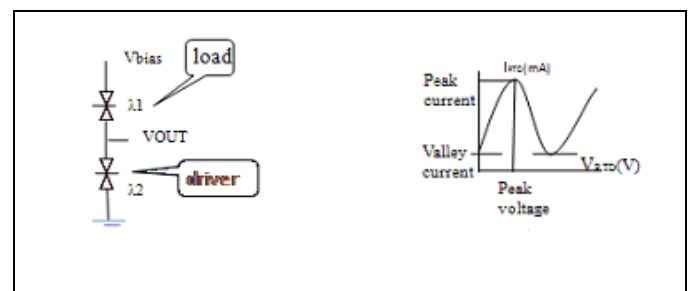 Vbias
load
λ1
VOUT
driver
λ2
IRTD(mA)
Peak
current
Valley
current
VRTD(V)
Peak
voltage